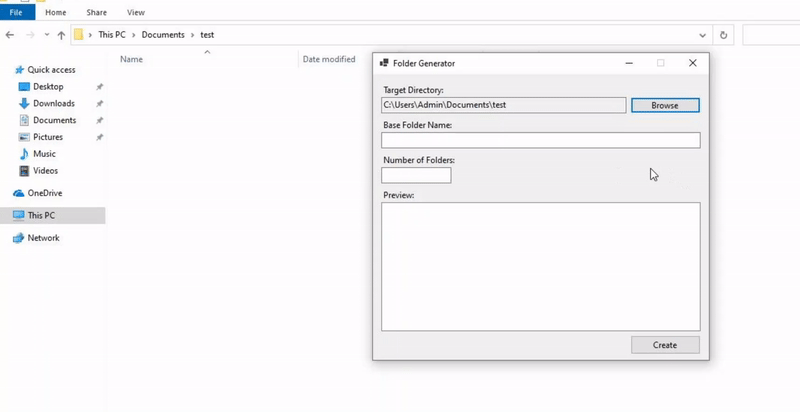 File Home Share View
This PC Documents test
Name Date modified
Quick access
Desktop
Downloads
Documents
Pictures
Music
Videos
OneDrive
This PC
Network
Folder Generator
Target Directory:
C:\Users\Admin\Documents\test Browse
Base Folder Name:
Number of Folders:
Preview:
Create